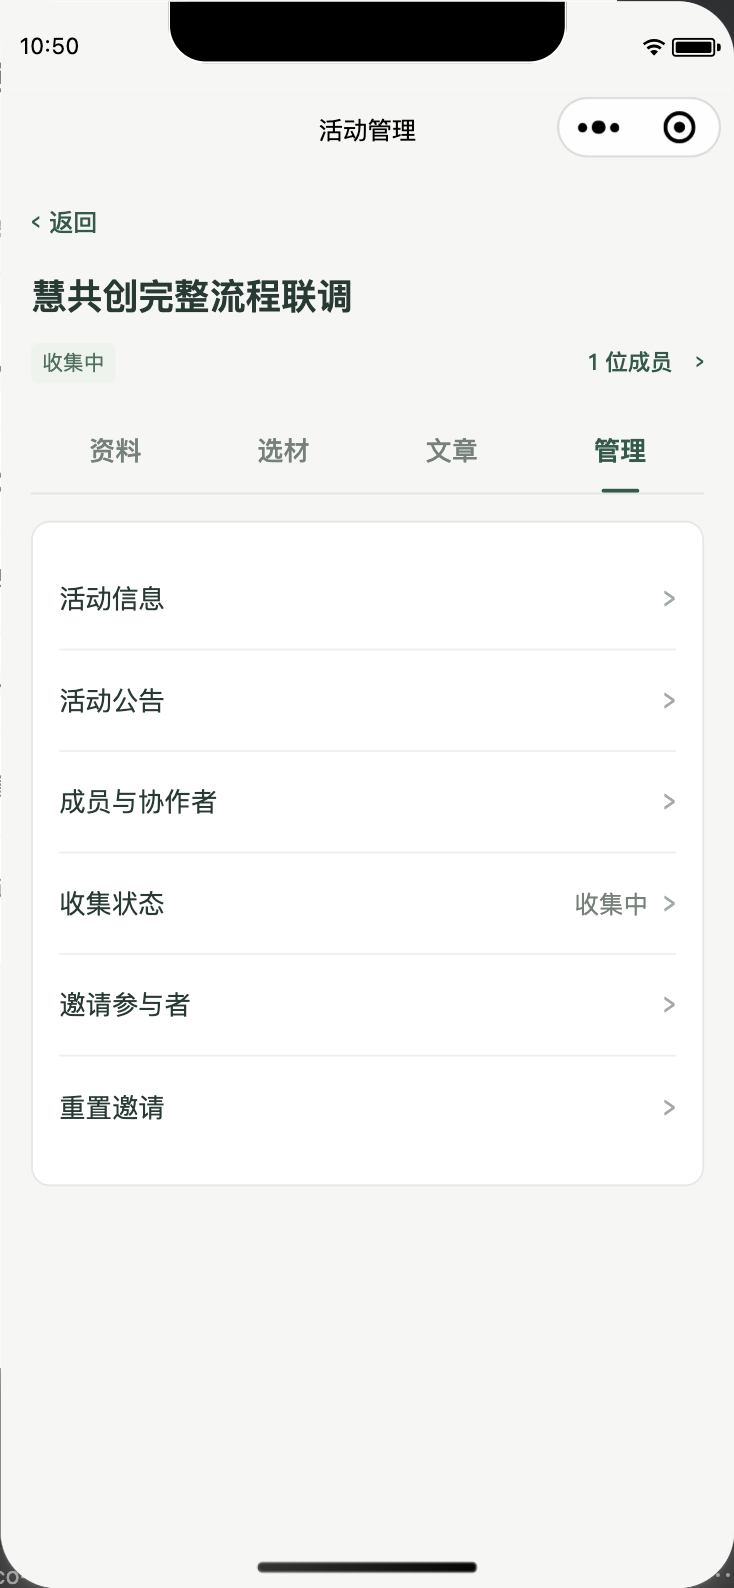 10:50
活动管理
< 返回
慧共创完整流程联调
收集中
1 位成员 >
资料 选材 文章 管理
活动信息 >
活动公告 >
成员与协作者 >
收集状态 收集中 >
邀请参与者 >
重置邀请 >